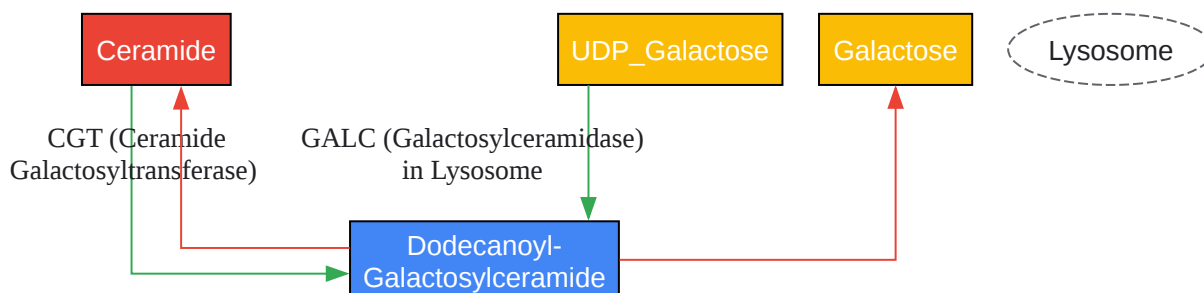 Ceramide
UDP_Galactose
Galactose
Lysosome
CGT (Ceramide
Galactosyltransferase)
GALC (Galactosylceramidase)
in Lysosome
Dodecanoyl-
Galactosylceramide